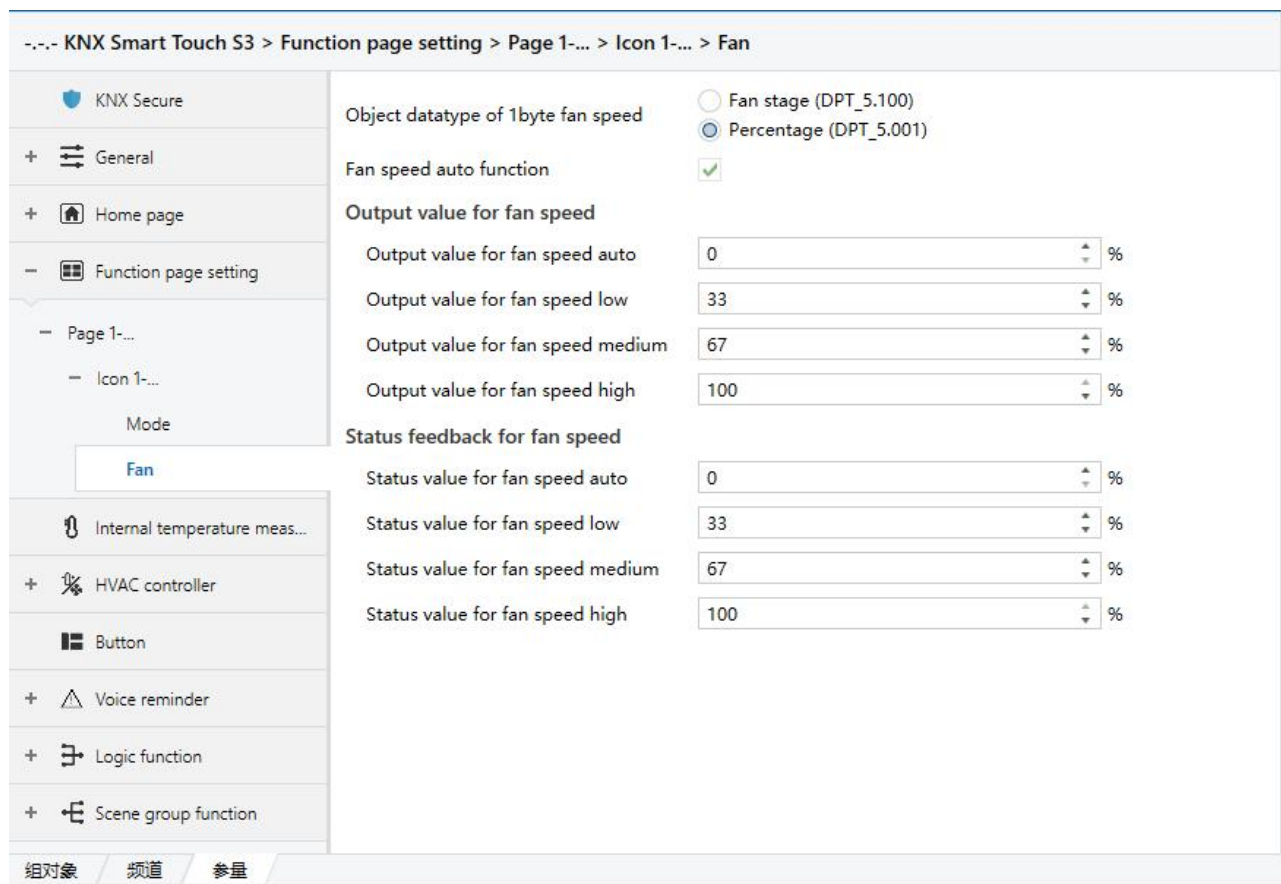 -.-.- KNX Smart Touch S3 > Function page setting > Page 1-... > Icon 1-... > Fan
KNX Secure
+ General
+ Home page
− Function page setting
− Page 1-...
− Icon 1-...
Mode
Fan
Internal temperature meas...
+ HVAC controller
Button
+ Voice reminder
+ Logic function
+ Scene group function
Object datatype of 1byte fan speed
Fan stage (DPT_5.100)
Percentage (DPT_5.001)
Fan speed auto function
Output value for fan speed
Output value for fan speed auto 0 %
Output value for fan speed low 33 %
Output value for fan speed medium 67 %
Output value for fan speed high 100 %
Status feedback for fan speed
Status value for fan speed auto 0 %
Status value for fan speed low 33 %
Status value for fan speed medium 67 %
Status value for fan speed high 100 %
组对象 频道 参量